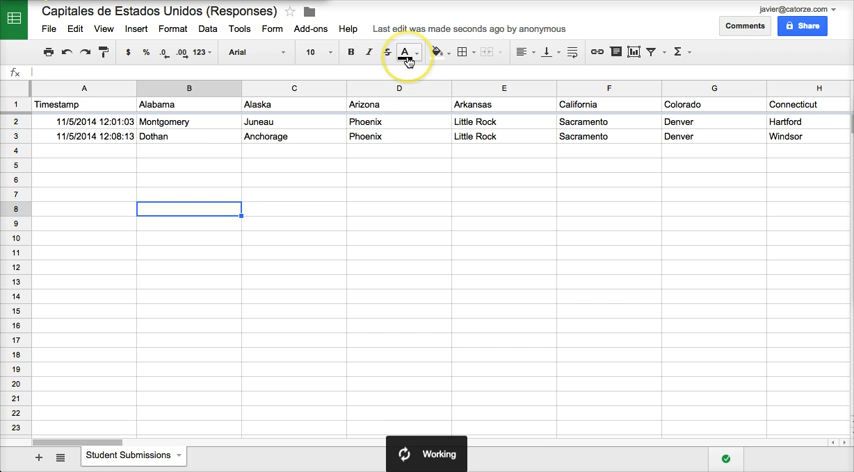 Capitales de Estados Unidos (Responses)
javier@catorze.com
File Edit View Insert Format Data Tools Form Add-ons Help Last edit was made seconds ago by anonymous
Comments Share
$ % .0 .00 123 Arial 10 B I S A Σ
fx
A B C D E F G H
1 Timestamp Alabama Alaska Arizona Arkansas California Colorado Connecticut
2 11/5/2014 12:01:03 Montgomery Juneau Phoenix Little Rock Sacramento Denver Hartford
3 11/5/2014 12:08:13 Dothan Anchorage Phoenix Little Rock Sacramento Denver Windsor
4
5
6
7
8
9
10
11
12
13
14
15
16
17
18
19
20
21
22
23
+ Student Submissions
Working